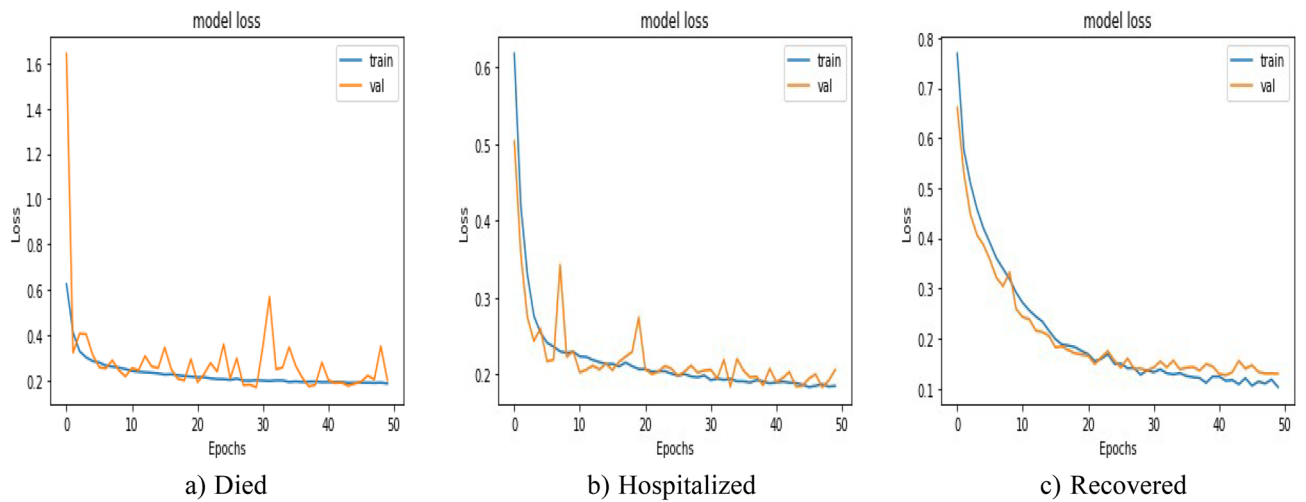 model loss
train
val
1.6
1.4
1.2
1.0
0.8
0.6
0.4
0.2
Loss
0 10 20 30 40 50
Epochs
a) Died
model loss
train
val
0.6
0.5
0.4
0.3
0.2
Loss
0 10 20 30 40 50
Epochs
b) Hospitalized
model loss
train
val
0.8
0.7
0.6
0.5
0.4
0.3
0.2
0.1
Loss
0 10 20 30 40 50
Epochs
c) Recovered